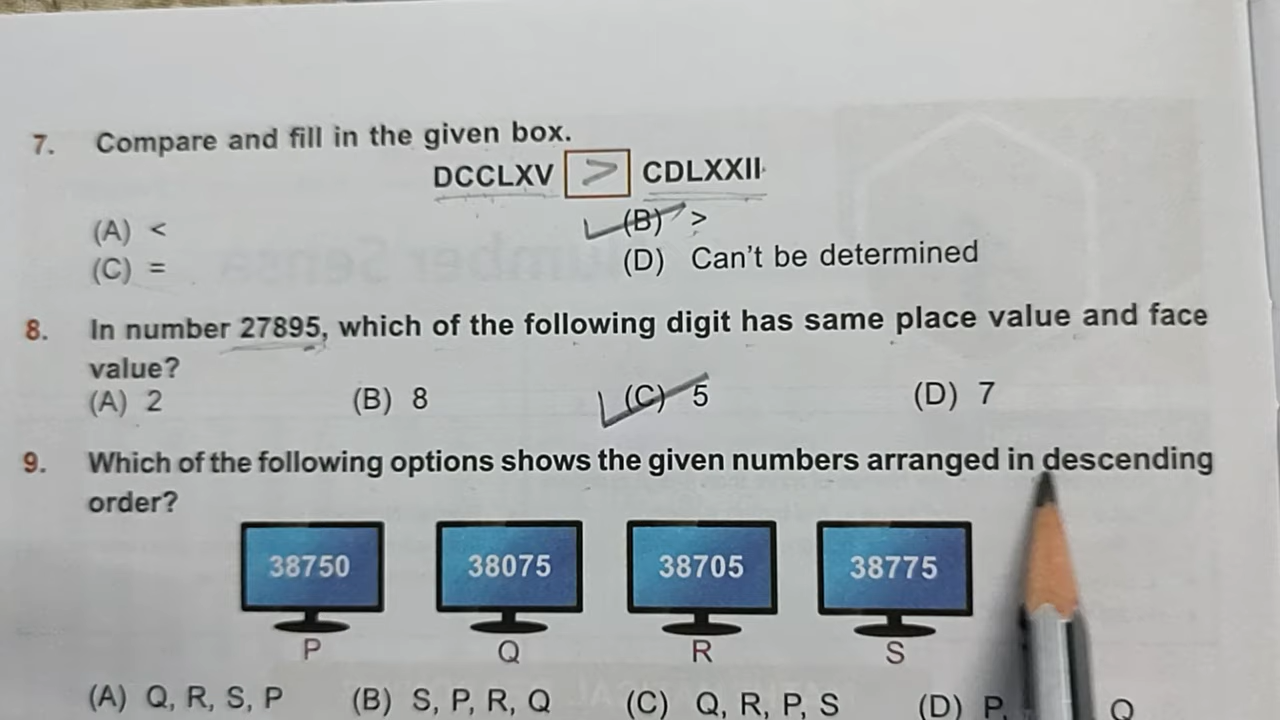 7. Compare and fill in the given box.
DCCLXV > CDLXXII
(A) < (B) >
(C) = (D) Can't be determined
8. In number 27895, which of the following digit has same place value and face
value?
(A) 2 (B) 8 (C) 5 (D) 7
9. Which of the following options shows the given numbers arranged in descending
order?
38750 38075 38705 38775
P Q R S
(A) Q, R, S, P (B) S, P, R, Q (C) Q, R, P, S (D) P, Q